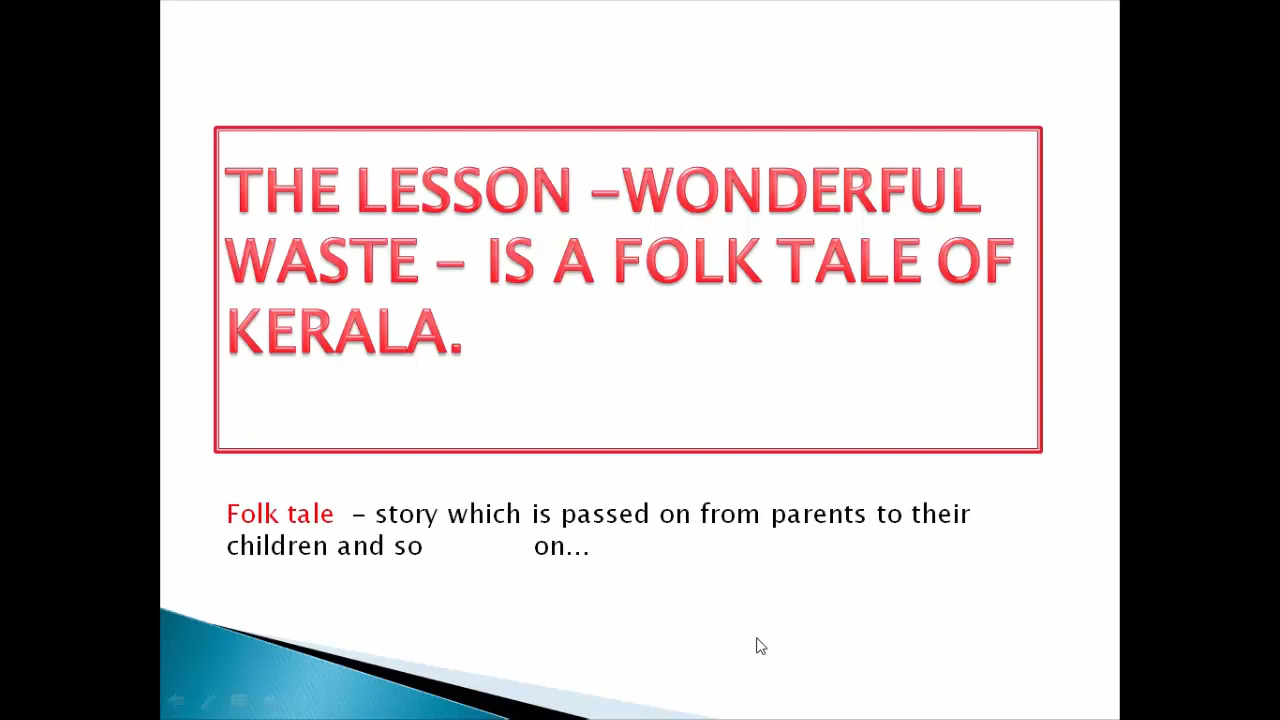 THE LESSON –WONDERFUL
WASTE – IS A FOLK TALE OF
KERALA.
Folk tale – story which is passed on from parents to their
children and so on...